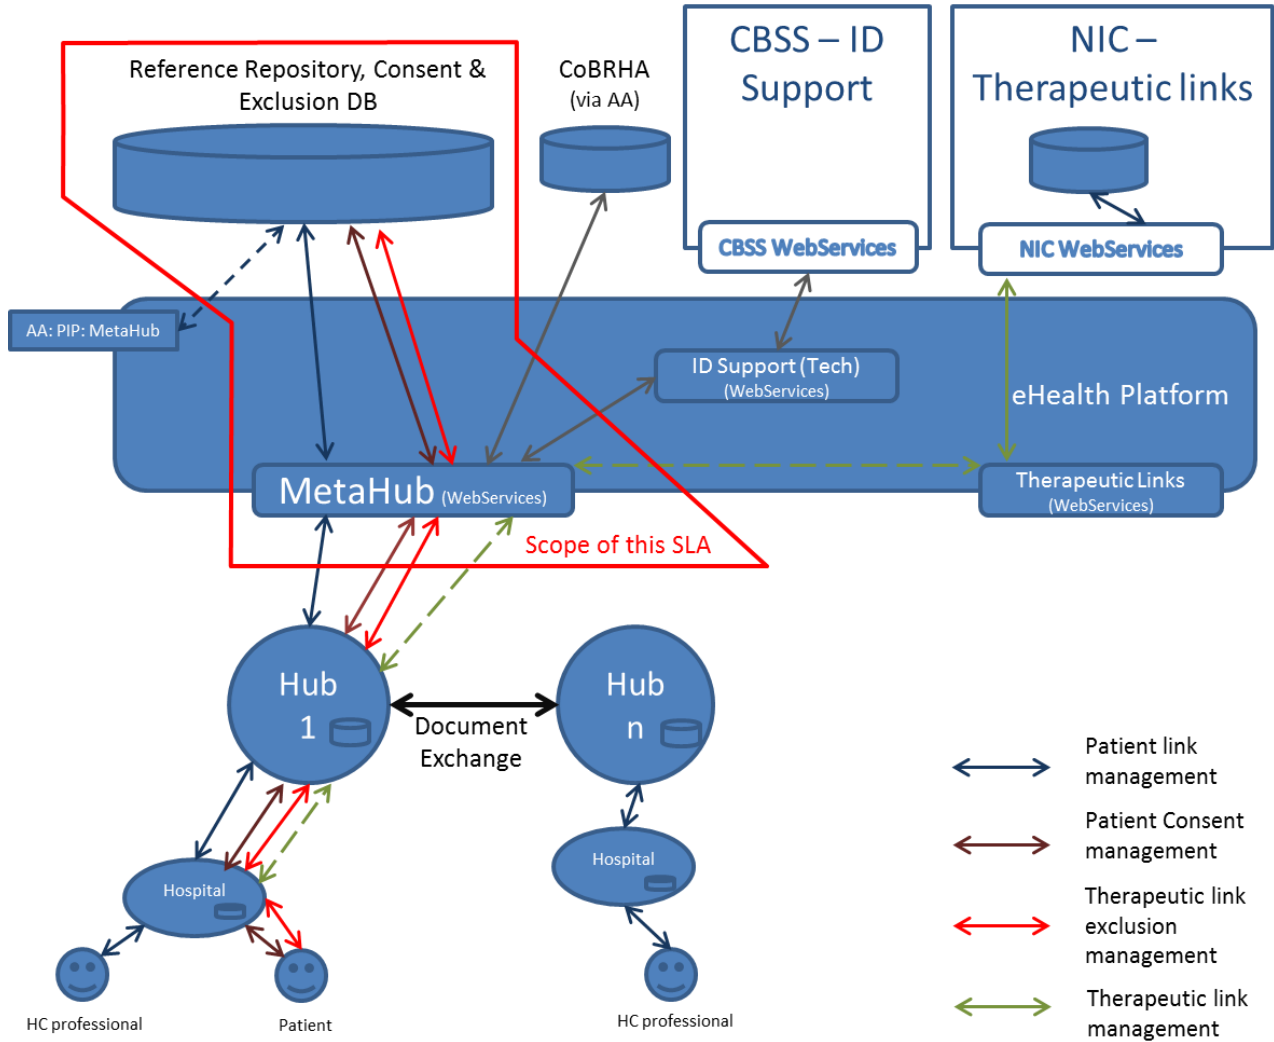 Reference Repository, Consent &
Exclusion DB
CoBRHA
(via AA)
CBSS – ID
Support
NIC –
Therapeutic links
CBSS WebServices
NIC WebServices
AA: PIP: MetaHub
ID Support (Tech)
(WebServices)
eHealth Platform
MetaHub (WebServices)
Therapeutic Links
(WebServices)
Scope of this SLA
Hub
1
Document
Exchange
Hub
n
Hospital
HC professional
Patient
Hospital
HC professional
Patient link
management
Patient Consent
management
Therapeutic link
exclusion
management
Therapeutic link
management